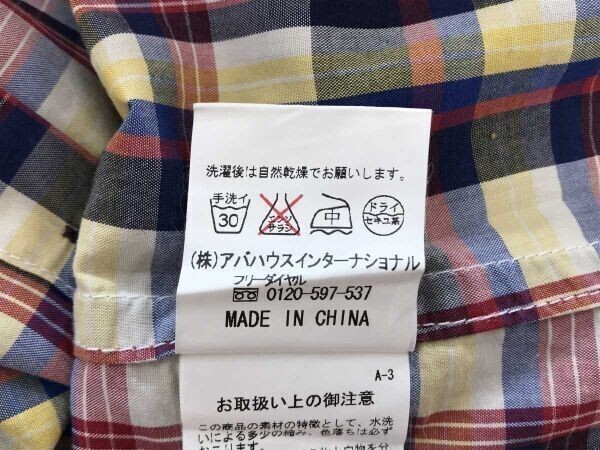 洗濯後は自然乾燥でお願いします。
手洗イ
30
エンソ
サラシ
中
ドライ
セキユ系
(株)アバハウスインターナショナル
フリーダイヤル
0120-597-537
MADE IN CHINA
A-3
お取扱い上の御注意
この商品の素材の特徴として、水洗
いによる多少の縮み、色落ちは必ず